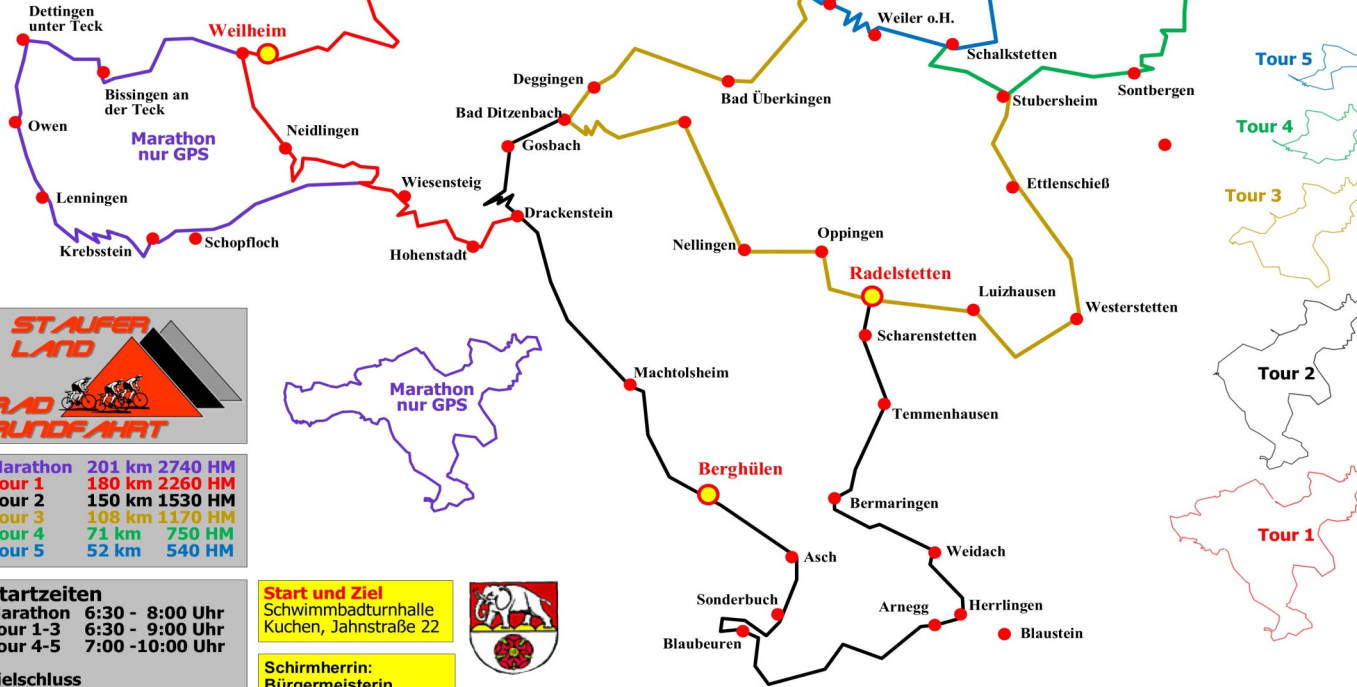 Dettingen
unter Teck
Weilheim
Bissingen an
der Teck
Owen
Marathon
nur GPS
Neidlingen
Lenningen
Krebsstein
Schopfloch
Wiesensteig
Hohenstadt
Drackenstein
Gosbach
Bad Ditzenbach
Deggingen
Bad Überkingen
Weiler o.H.
Schalkstetten
Stubersheim
Sontbergen
Ettlenschieß
Nellingen
Oppingen
Radelstetten
Luizhausen
Westerstetten
Scharenstetten
Machtolsheim
Temmenhausen
Berghülen
Bermaringen
Asch
Weidach
Sonderbuch
Arnegg
Herrlingen
Blaubeuren
Blaustein
Tour 5
Tour 4
Tour 3
Tour 2
Tour 1
Marathon
nur GPS
STAUFER
LAND
RAD
RUNDFAHRT
Marathon 201 km 2740 HM
Tour 1 180 km 2260 HM
Tour 2 150 km 1530 HM
Tour 3 108 km 1170 HM
Tour 4 71 km 750 HM
Tour 5 52 km 540 HM
Startzeiten
Marathon 6:30 - 8:00 Uhr
Tour 1-3 6:30 - 9:00 Uhr
Tour 4-5 7:00 -10:00 Uhr
Zielschluss
Start und Ziel
Schwimmbadturnhalle
Kuchen, Jahnstraße 22
Schirmherrin:
Bürgermeisterin